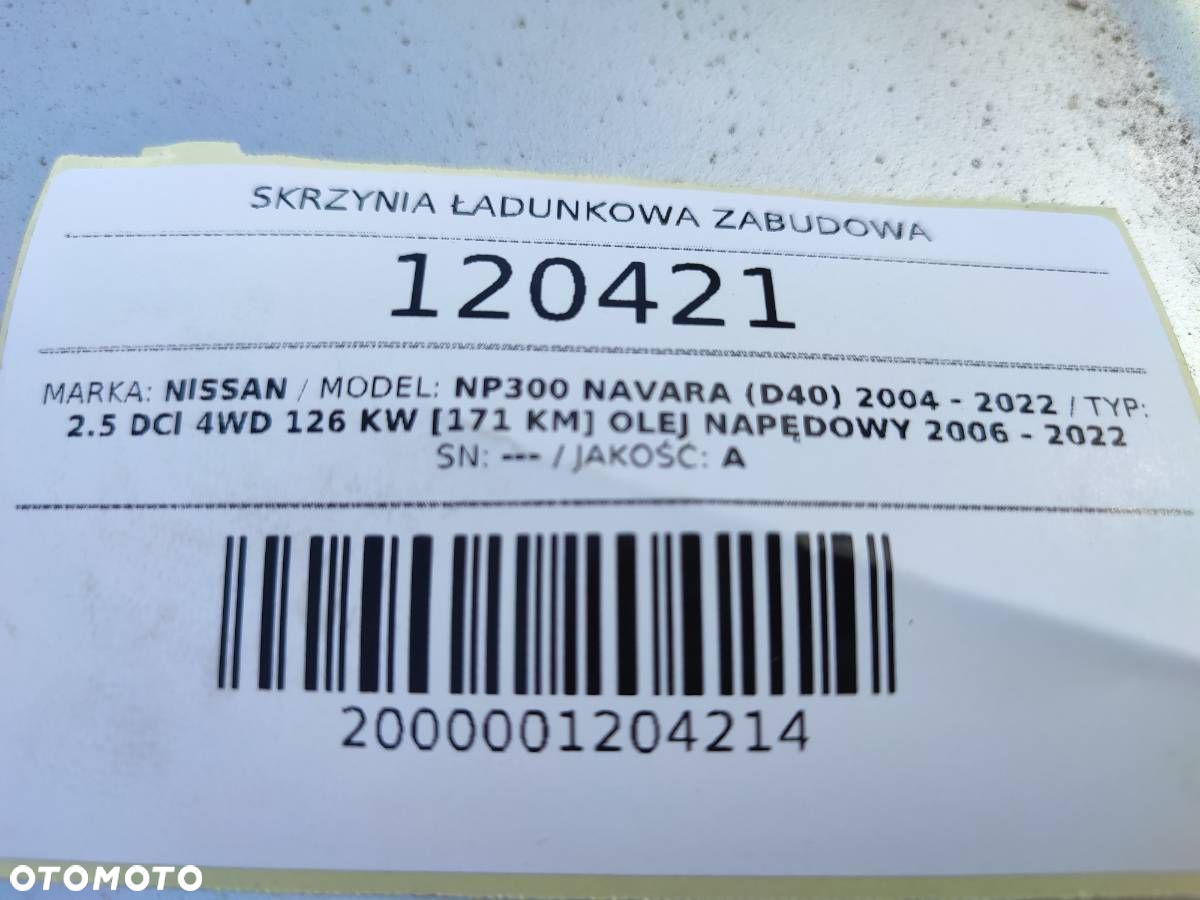 SKRZYNIA ŁADUNKOWA ZABUDOWA
120421
MARKA: NISSAN / MODEL: NP300 NAVARA (D40) 2004 - 2022 / TYP:
2.5 DCI 4WD 126 KW [171 KM] OLEJ NAPĘDOWY 2006 - 2022
SN: --- / JAKOŚĆ: A
2000001204214
OTOMOTO